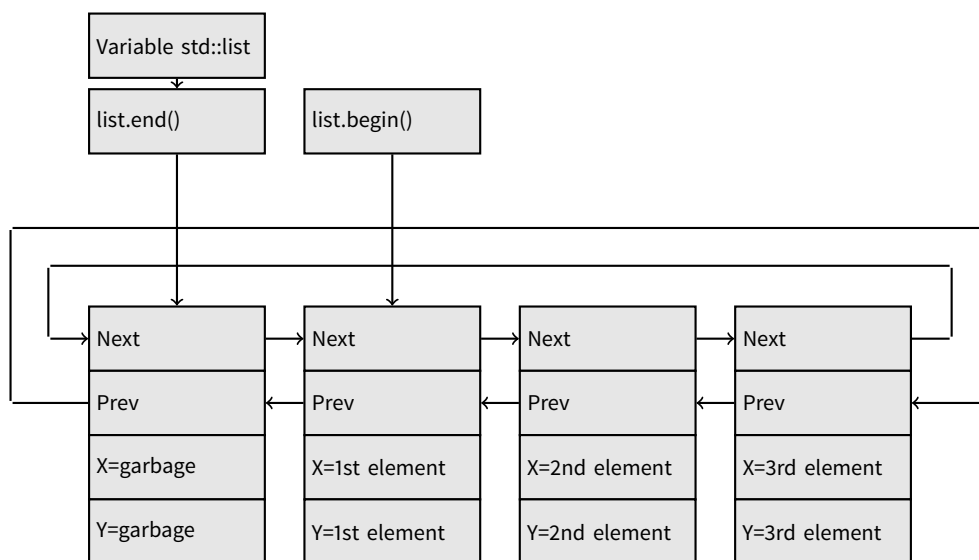 Variable std::list
list.end()
list.begin()
Next
Next
Next
Next
Prev
Prev
Prev
Prev
X=garbage
X=1st element
X=2nd element
X=3rd element
Y=garbage
Y=1st element
Y=2nd element
Y=3rd element